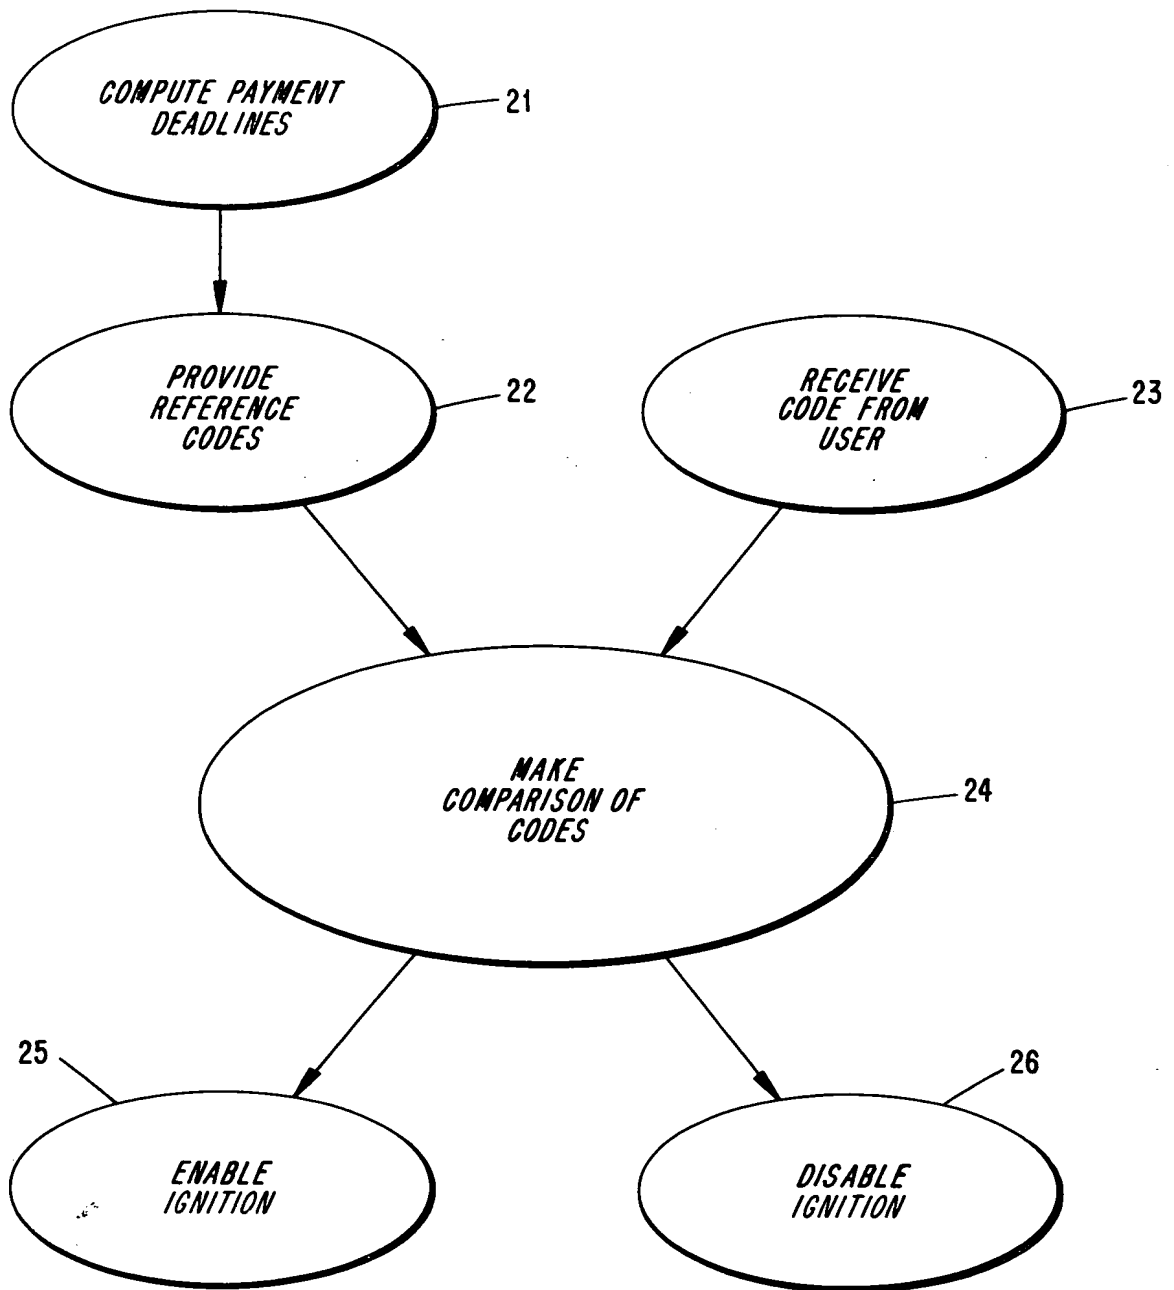 COMPUTE PAYMENT
DEADLINES
21
PROVIDE
REFERENCE
CODES
22
RECEIVE
CODE FROM
USER
23
MAKE
COMPARISON OF
CODES
24
25
ENABLE
IGNITION
26
DISABLE
IGNITION